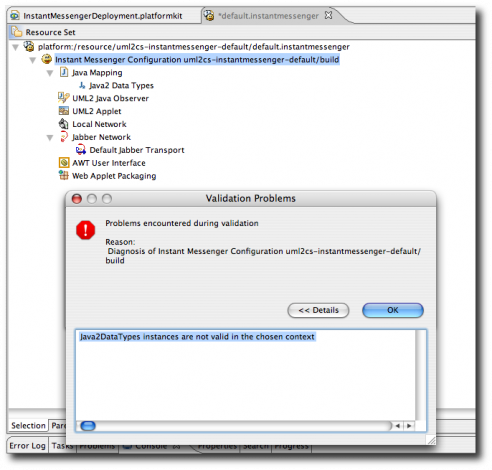 InstantMessengerDeployment.platformkit
*default.instantmessenger
Resource Set
platform:/resource/uml2cs-instantmessenger-default/default.instantmessenger
Instant Messenger Configuration uml2cs-instantmessenger-default/build
Java Mapping
Java2 Data Types
UML2 Java Observer
UML2 Applet
Local Network
Jabber Network
Default Jabber Transport
AWT User Interface
Web Applet Packaging
Validation Problems
Problems encountered during validation
Reason:
Diagnosis of Instant Messenger Configuration uml2cs-instantmessenger-default/
build
<< Details
OK
Java2DataTypes instances are not valid in the chosen context
Selection Pare
Error Log Tasks Problems Console Properties Search Progress